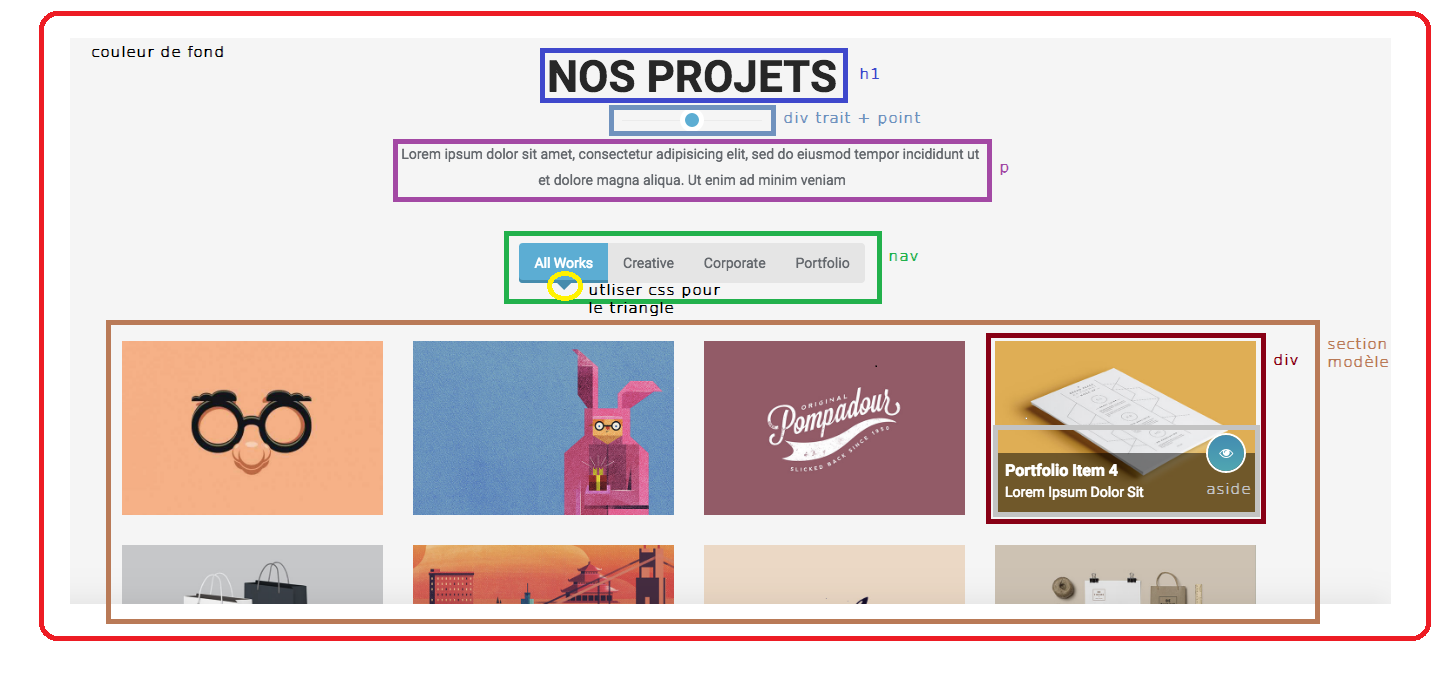 couleur de fond
NOS PROJETS
h1
div trait + point
Lorem ipsum dolor sit amet, consectetur adipisicing elit, sed do eiusmod tempor incididunt ut
et dolore magna aliqua. Ut enim ad minim veniam
p
All Works
Creative
Corporate
Portfolio
nav
utliser css pour
le triangle
section
modèle
div
ORIGINAL
Pompadour
SLICKED BACK SINCE 1950
Portfolio Item 4
Lorem Ipsum Dolor Sit
aside